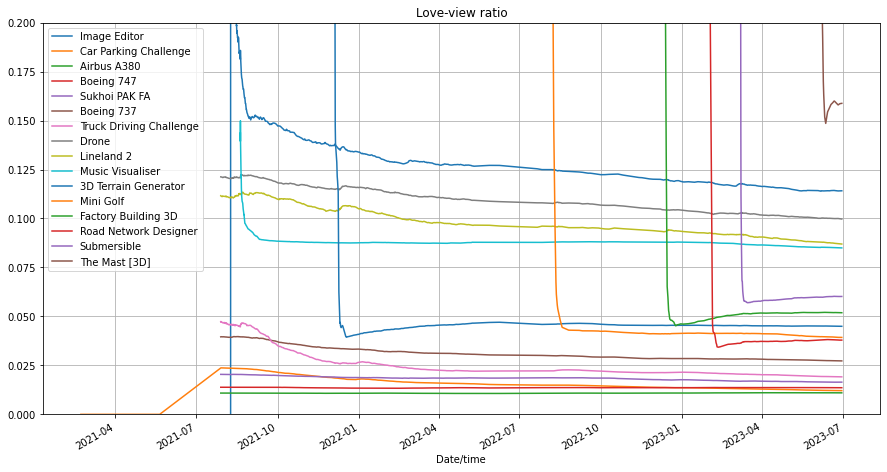 Love-view ratio
0.200
0.175
0.150
0.125
0.100
0.075
0.050
0.025
0.000
Image Editor
Car Parking Challenge
Airbus A380
Boeing 747
Sukhoi PAK FA
Boeing 737
Truck Driving Challenge
Drone
Lineland 2
Music Visualiser
3D Terrain Generator
Mini Golf
Factory Building 3D
Road Network Designer
Submersible
The Mast [3D]
2021-04 2021-07 2021-10 2022-01 2022-04 2022-07 2022-10 2023-01 2023-04 2023-07
Date/time